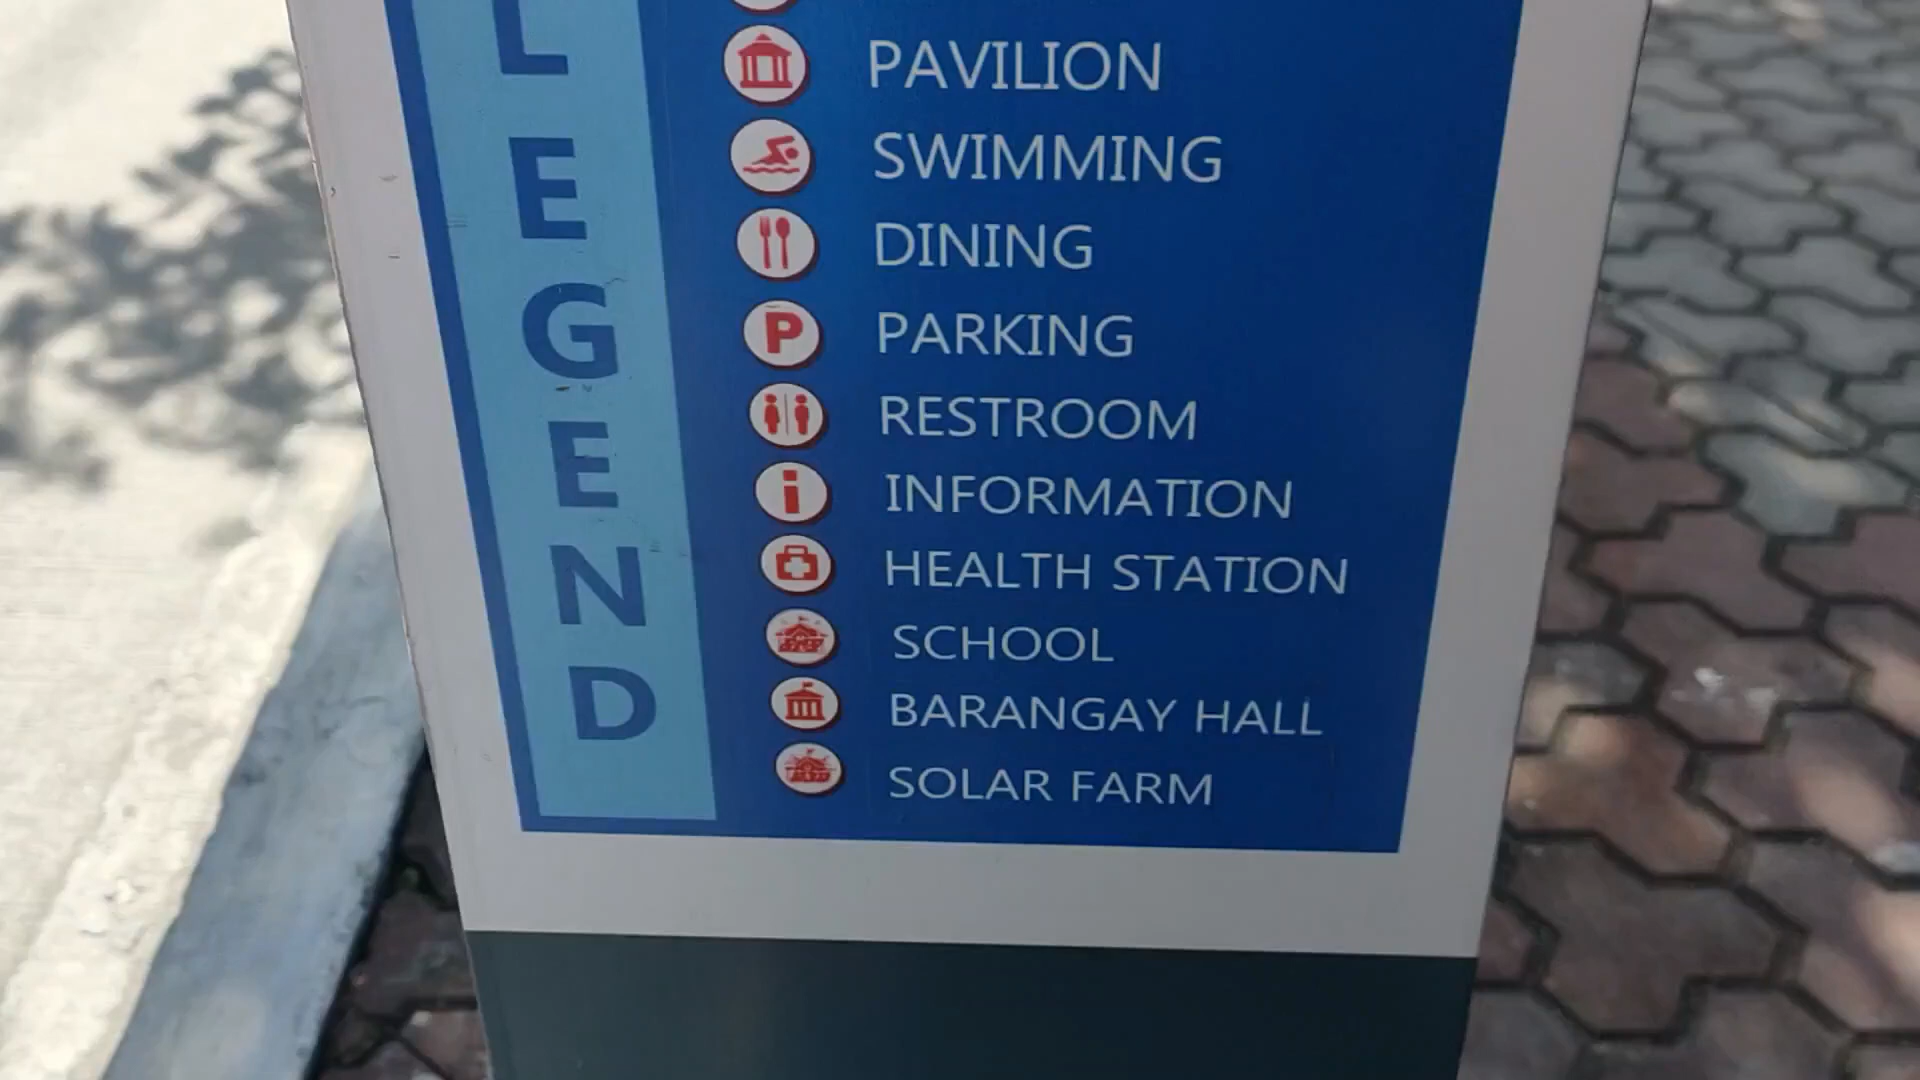 LEGEND
PAVILION
SWIMMING
DINING
P PARKING
RESTROOM
i INFORMATION
HEALTH STATION
SCHOOL
BARANGAY HALL
SOLAR FARM